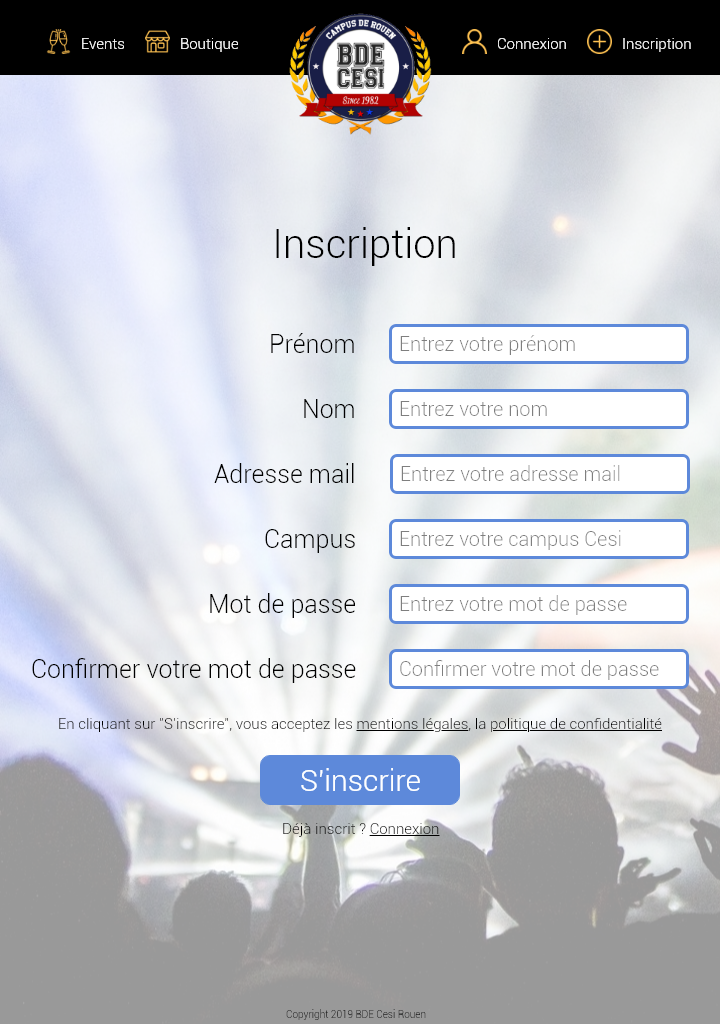 Events
Boutique
CAMPUS DE ROUEN
BDE
CESI
Since 1982
Connexion
Inscription
Inscription
Prénom
Entrez votre prénom
Nom
Entrez votre nom
Adresse mail
Entrez votre adresse mail
Campus
Entrez votre campus Cesi
Mot de passe
Entrez votre mot de passe
Confirmer votre mot de passe
Confirmer votre mot de passe
En cliquant sur "S'inscrire", vous acceptez les mentions légales, la politique de confidentialité
S'inscrire
Déjà inscrit ? Connexion
Copyright 2019 BDE Cesi Rouen